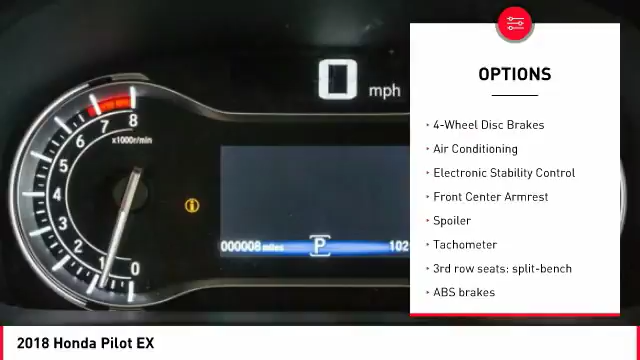 0 mph
8
7
6
5
4
3
2
1
0
x1000r/min
000008 miles
P
102
OPTIONS
4-Wheel Disc Brakes
Air Conditioning
Electronic Stability Control
Front Center Armrest
Spoiler
Tachometer
3rd row seats: split-bench
ABS brakes
2018 Honda Pilot EX